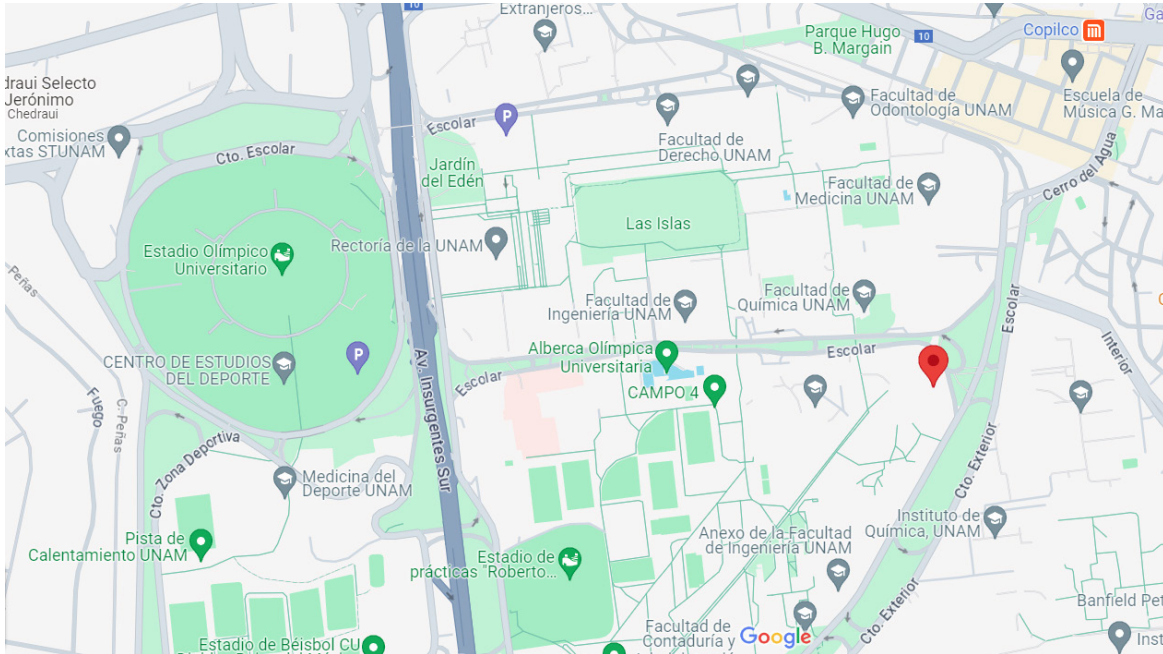 10
Extranjeros...
Parque Hugo
B. Margain
10
Copilco
Ga
draui Selecto
Jerónimo
Chedraui
Escolar
P
Facultad de
Odontología UNAM
Escuela de
Música G. Ma
Comisiones
xtas STUNAM
Cto. Escolar
Facultad de
Derecho UNAM
Jardín
del Edén
Facultad de
Medicina UNAM
Cerro del Agua
Las Islas
Estadio Olímpico
Universitario
Rectoría de la UNAM
Peñas
Facultad de
Ingeniería UNAM
Facultad de
Química UNAM
Escolar
Interior
CENTRO DE ESTUDIOS
DEL DEPORTE
P
Av. Insurgentes Sur
Escolar
Alberca Olímpica
Universitaria
Escolar
CAMPO 4
Fuego
C. Peñas
Cto. Zona Deportiva
Cto. Exterior
Medicina del
Deporte UNAM
Pista de
Calentamiento UNAM
Anexo de la Facultad
de Ingeniería UNAM
Instituto de
Química, UNAM
Estadio de
prácticas "Roberto...
Cto. Exterior
Banfield Pet
Estadio de Béisbol CU
Facultad de
Contaduría y
Google
Inst